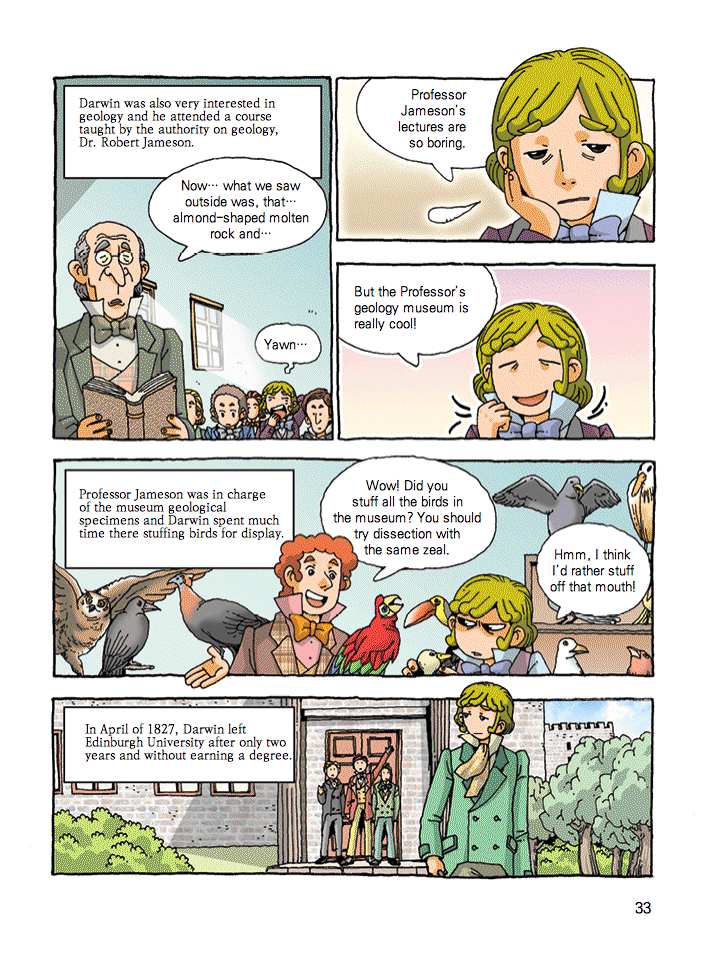 Darwin was also very interested in
geology and he attended a course
taught by the authority on geology,
Dr. Robert Jameson.
Now… what we saw
outside was, that…
almond-shaped molten
rock and…
Yawn…
Professor
Jameson's
lectures are
so boring.
But the Professor's
geology museum is
really cool!
Professor Jameson was in charge
of the museum geological
specimens and Darwin spent much
time there stuffing birds for display.
Wow! Did you
stuff all the birds in
the museum? You should
try dissection with
the same zeal.
Hmm, I think
I'd rather stuff
off that mouth!
In April of 1827, Darwin left
Edinburgh University after only two
years and without earning a degree.
33